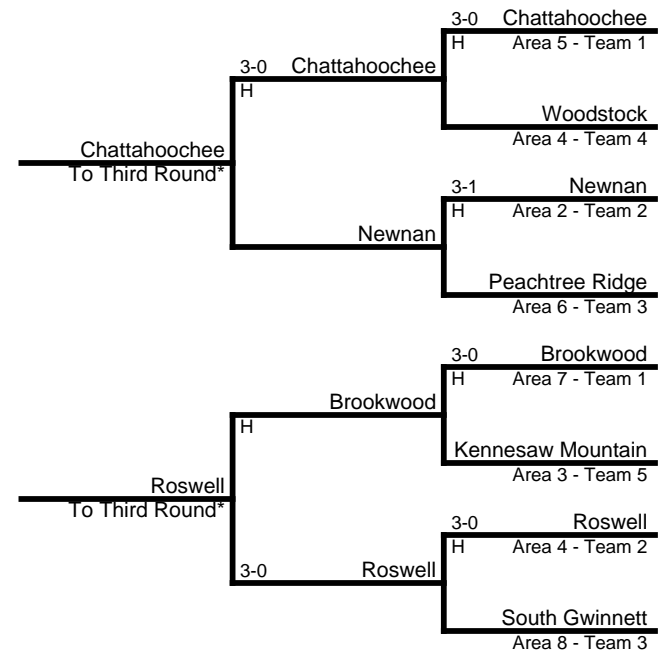 3-0 Chattahoochee
H Area 5 - Team 1
3-0 Chattahoochee
H
Woodstock
Area 4 - Team 4
Chattahoochee
To Third Round*
3-1 Newnan
H Area 2 - Team 2
Newnan
Peachtree Ridge
Area 6 - Team 3
3-0 Brookwood
H Area 7 - Team 1
Brookwood
H
Kennesaw Mountain
Area 3 - Team 5
Roswell
To Third Round*
3-0 Roswell
H Area 4 - Team 2
3-0 Roswell
South Gwinnett
Area 8 - Team 3